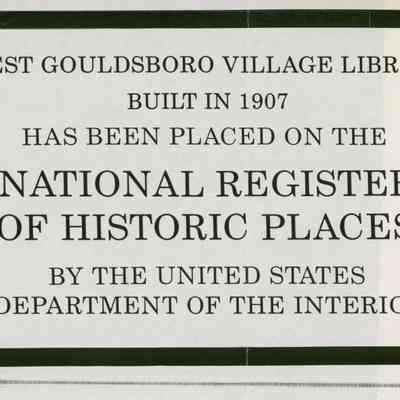 EST GOULDSBORO VILLAGE LIBR
BUILT IN 1907
HAS BEEN PLACED ON THE
NATIONAL REGISTER
OF HISTORIC PLACES
BY THE UNITED STATES
DEPARTMENT OF THE INTERIO